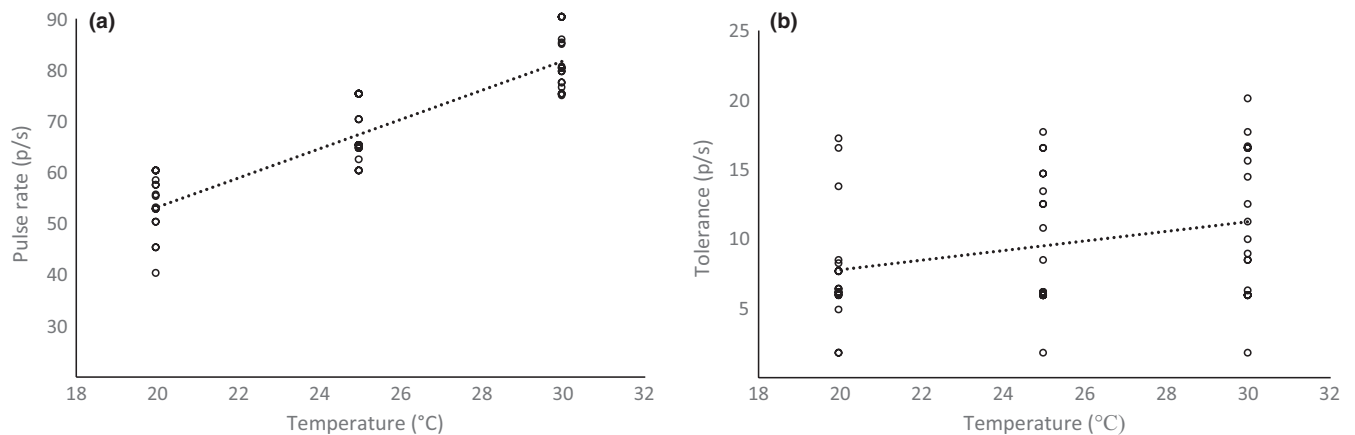 (a)
90
80
70
60
50
40
30
Pulse rate (p/s)
18 20 22 24 26 28 30 32
Temperature (°C)
(b)
25
20
15
10
5
Tolerance (p/s)
18 20 22 24 26 28 30 32
Temperature (°C)